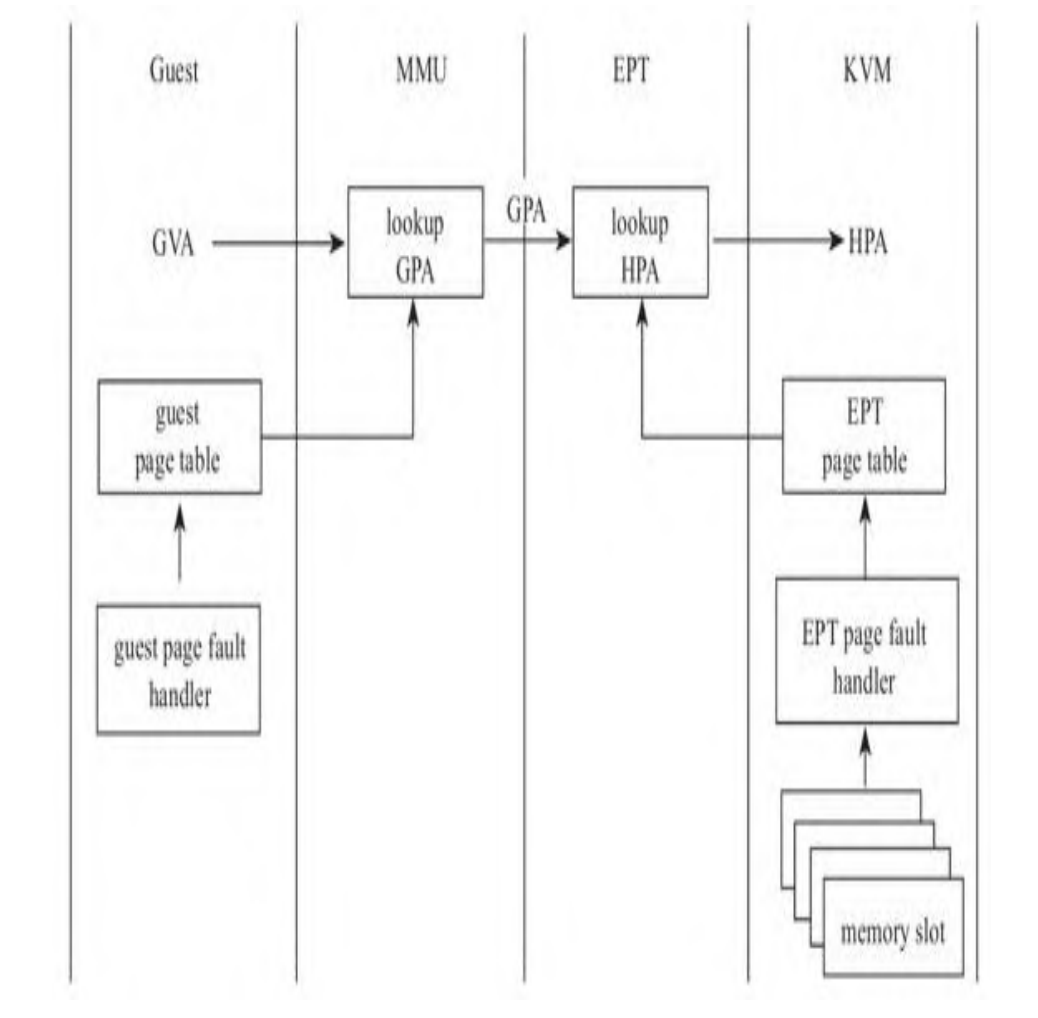 Guest
MMU
EPT
KVM
GVA
lookup
GPA
GPA
lookup
HPA
HPA
guest
page table
EPT
page table
guest page fault
handler
EPT page fault
handler
memory slot